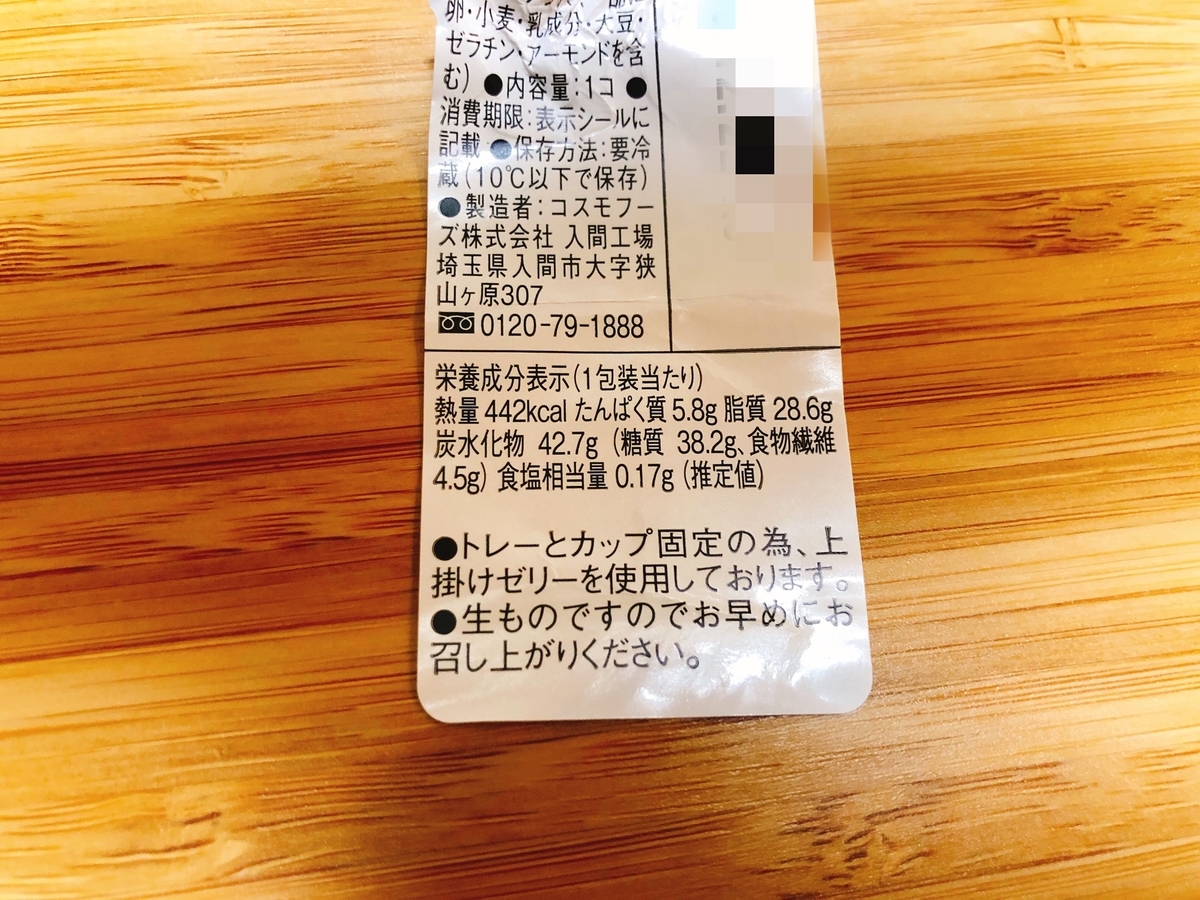 卵・小麦・乳成分・大豆・
ゼラチン・アーモンドを含
む) ●内容量:1コ ●
消費期限:表示シールに
記載 ●保存方法:要冷
蔵(10℃以下で保存)
●製造者:コスモフー
ズ株式会社 入間工場
埼玉県入間市大字狭
山ヶ原307
0120-79-1888
栄養成分表示(1包装当たり)
熱量 442kcal たんぱく質 5.8g 脂質 28.6g
炭水化物 42.7g (糖質 38.2g、食物繊維
4.5g) 食塩相当量 0.17g (推定値)
●トレーとカップ固定の為、上
掛けゼリーを使用しております。
●生ものですのでお早めにお
召し上がりください。